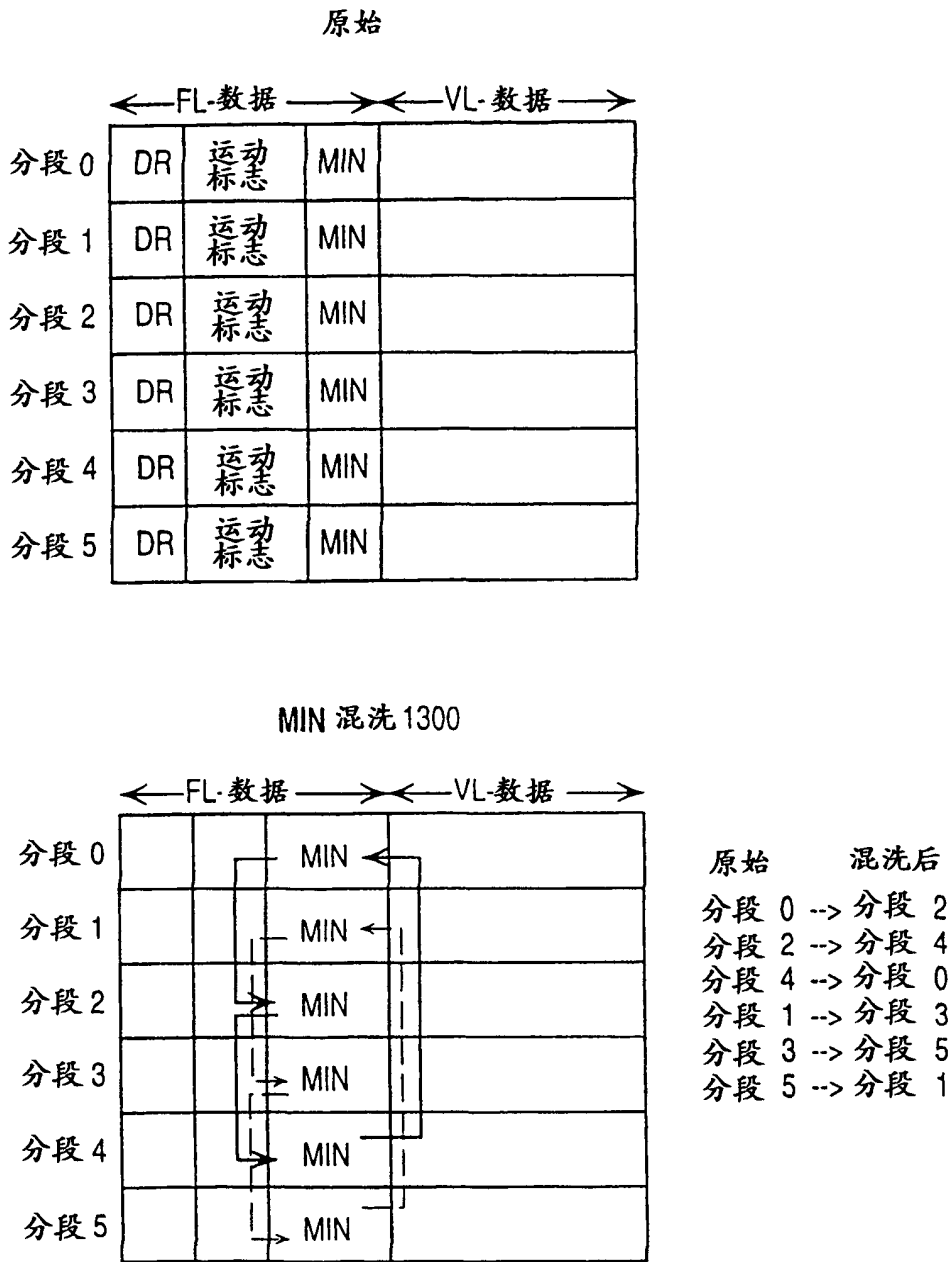 原始
FL-数据 VL-数据
分段 0 DR 运动标志 MIN
分段 1 DR 运动标志 MIN
分段 2 DR 运动标志 MIN
分段 3 DR 运动标志 MIN
分段 4 DR 运动标志 MIN
分段 5 DR 运动标志 MIN
MIN 混洗 1300
FL-数据 VL-数据
分段 0 MIN
分段 1 MIN
分段 2 MIN
分段 3 MIN
分段 4 MIN
分段 5 MIN
原始 混洗后
分段 0 --> 分段 2
分段 2 --> 分段 4
分段 4 --> 分段 0
分段 1 --> 分段 3
分段 3 --> 分段 5
分段 5 --> 分段 1